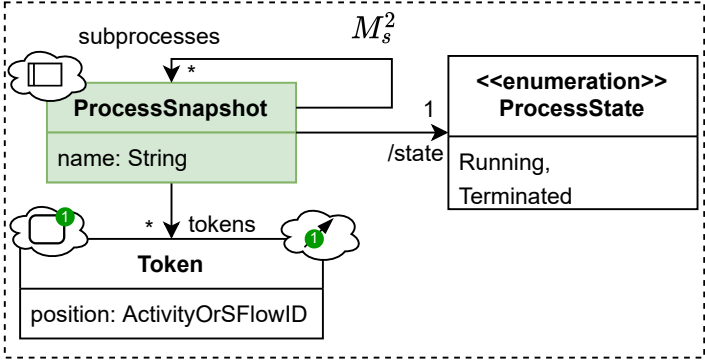 subprocesses
M_s^2
*
ProcessSnapshot
name: String
1
/state
<<enumeration>>
ProcessState
Running,
Terminated
* tokens
1
1
Token
position: ActivityOrSFlowID